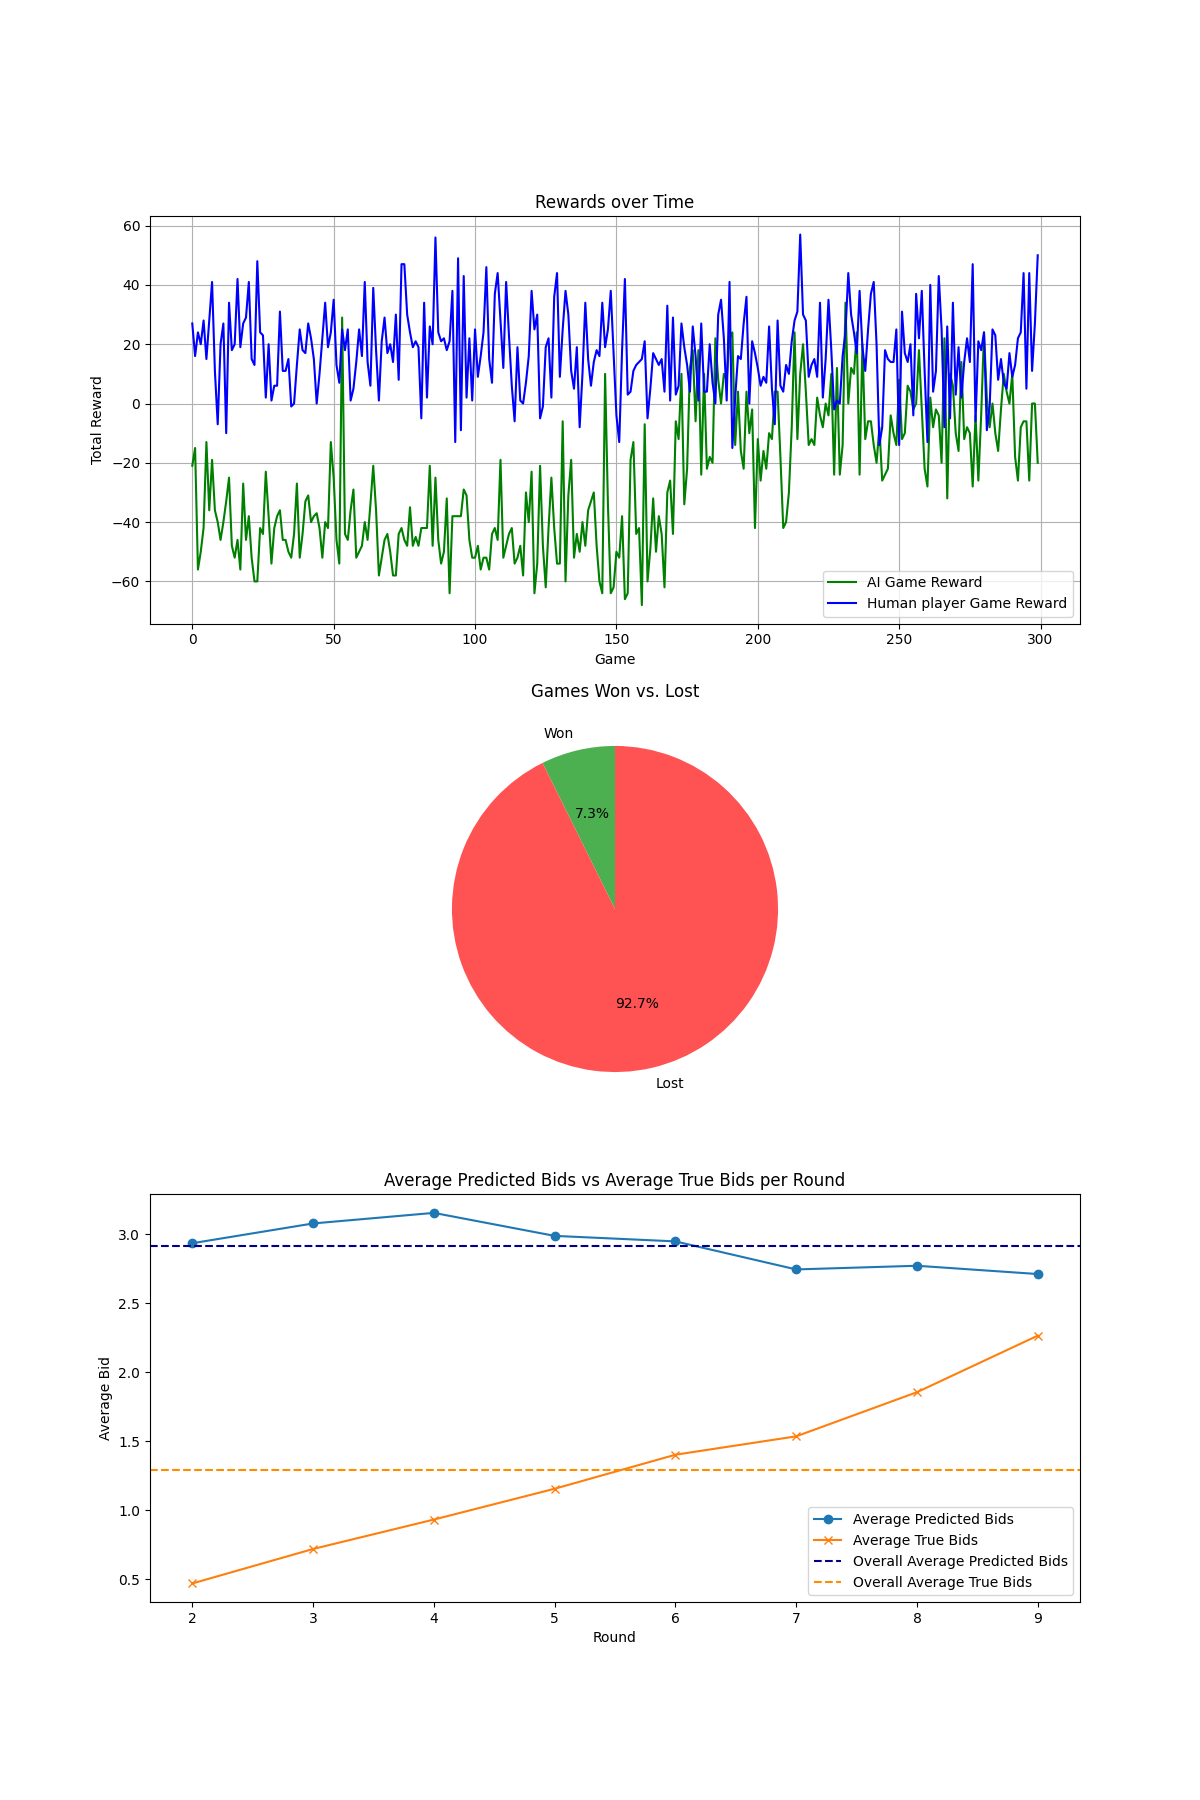 Rewards over Time
60
40
20
0
−20
−40
−60
Total Reward
AI Game Reward
Human player Game Reward
0 50 100 150 200 250 300
Game
Games Won vs. Lost
Won
7.3%
92.7%
Lost
Average Predicted Bids vs Average True Bids per Round
3.0
2.5
2.0
1.5
1.0
0.5
Average Bid
Average Predicted Bids
Average True Bids
Overall Average Predicted Bids
Overall Average True Bids
2 3 4 5 6 7 8 9
Round